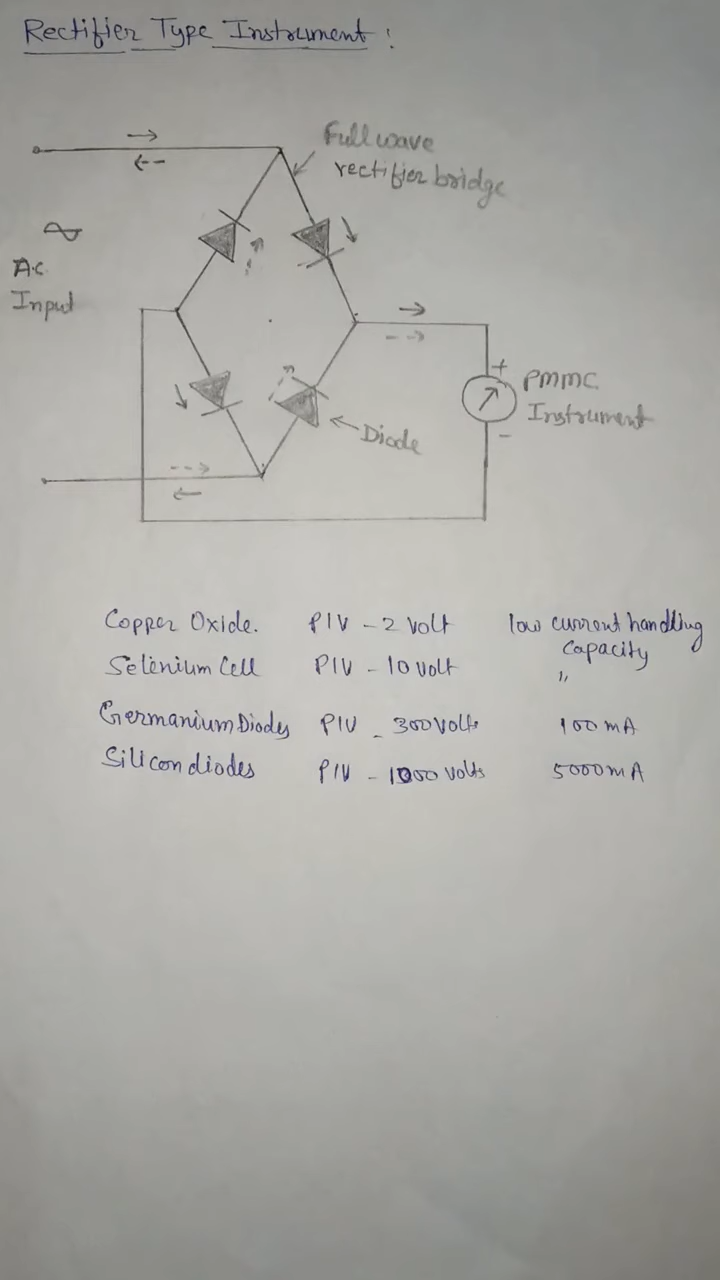 Rectifier Type Instrument :
Full wave
rectifier bridge
A.C.
Input
+
PMMC
Instrument
-
Diode
Copper Oxide. PIV - 2 Volt low current handling
Capacity
Selenium Cell PIV - 10 Volt "
Germanium Diodes PIV - 300 Volts 100 mA
Silicon diodes PIV - 1000 Volts 5000 mA